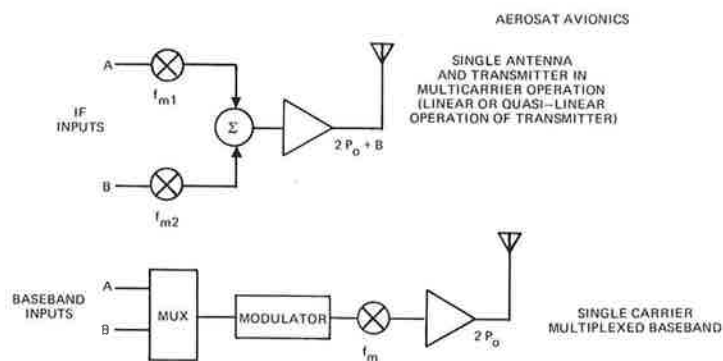 AEROSAT AVIONICS
A
f m1
IF
INPUTS
Σ
B
f m2
2 P o + B
SINGLE ANTENNA
AND TRANSMITTER IN
MULTICARRIER OPERATION
(LINEAR OR QUASI-LINEAR
OPERATION OF TRANSMITTER)
BASEBAND
INPUTS
A
B
MUX
MODULATOR
f m
2 P o
SINGLE CARRIER
MULTIPLEXED BASEBAND